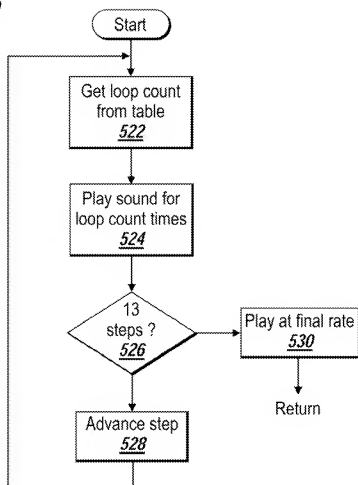 Start
Get loop count
from table
522
Play sound for
loop count times
524
13
steps ?
526
Play at final rate
530
Return
Advance step
528